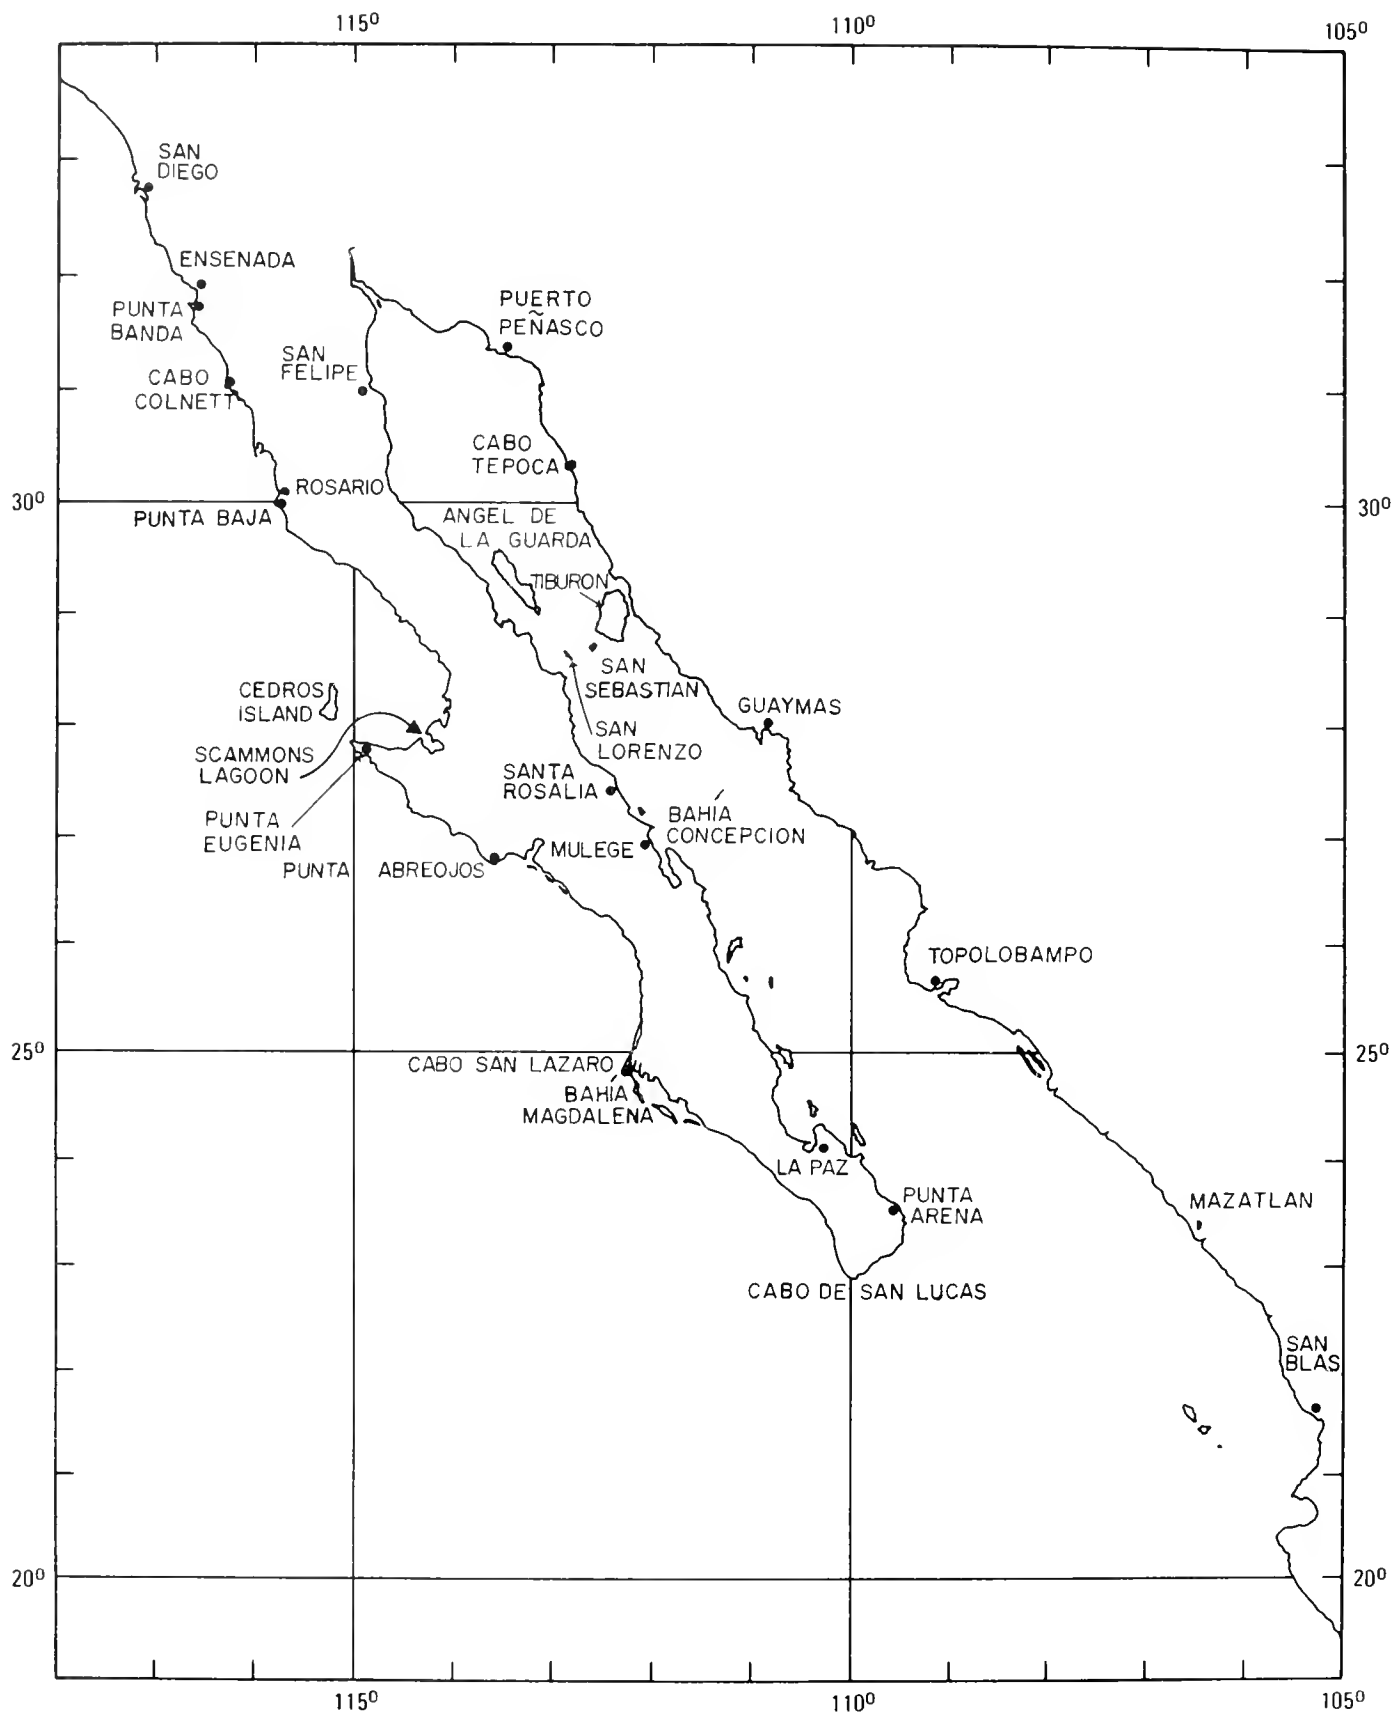 115⁰
110⁰
105⁰
SAN
DIEGO
ENSENADA
PUNTA
BANDA
PUERTO
PEÑASCO
SAN
FELIPE
CABO
COLNETT
CABO
TEPOCA
ROSARIO
30⁰
30⁰
PUNTA BAJA
ANGEL DE
LA GUARDA
TIBURON
SAN
SEBASTIAN
CEDROS
ISLAND
GUAYMAS
SAN
LORENZO
SCAMMONS
LAGOON
SANTA
ROSALIA
BAHÍA
CONCEPCION
PUNTA
EUGENIA
MULEGE
PUNTA ABREOJOS
TOPOLOBAMPO
25⁰
25⁰
CABO SAN LAZARO
BAHÍA
MAGDALENA
LA PAZ
PUNTA
ARENA
MAZATLAN
CABO DE SAN LUCAS
SAN
BLAS
20⁰
20⁰
115⁰
110⁰
105⁰